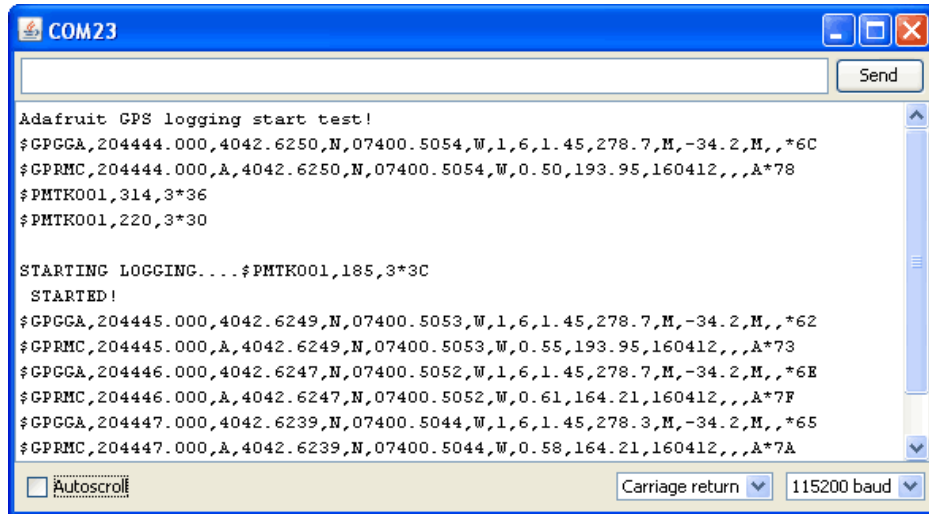 COM23
Send
Adafruit GPS logging start test!
$GPGGA,204444.000,4042.6250,N,07400.5054,W,1,6,1.45,278.7,M,-34.2,M,,*6C
$GPRMC,204444.000,A,4042.6250,N,07400.5054,W,0.50,193.95,160412,,,A*78
$PMTK001,314,3*36
$PMTK001,220,3*30
STARTING LOGGING....$PMTK001,185,3*3C
STARTED!
$GPGGA,204445.000,4042.6249,N,07400.5053,W,1,6,1.45,278.7,M,-34.2,M,,*62
$GPRMC,204445.000,A,4042.6249,N,07400.5053,W,0.55,193.95,160412,,,A*73
$GPGGA,204446.000,4042.6247,N,07400.5052,W,1,6,1.45,278.7,M,-34.2,M,,*6E
$GPRMC,204446.000,A,4042.6247,N,07400.5052,W,0.61,164.21,160412,,,A*7F
$GPGGA,204447.000,4042.6239,N,07400.5044,W,1,6,1.45,278.3,M,-34.2,M,,*65
$GPRMC,204447.000,A,4042.6239,N,07400.5044,W,0.58,164.21,160412,,,A*7A
Autoscroll
Carriage return
115200 baud